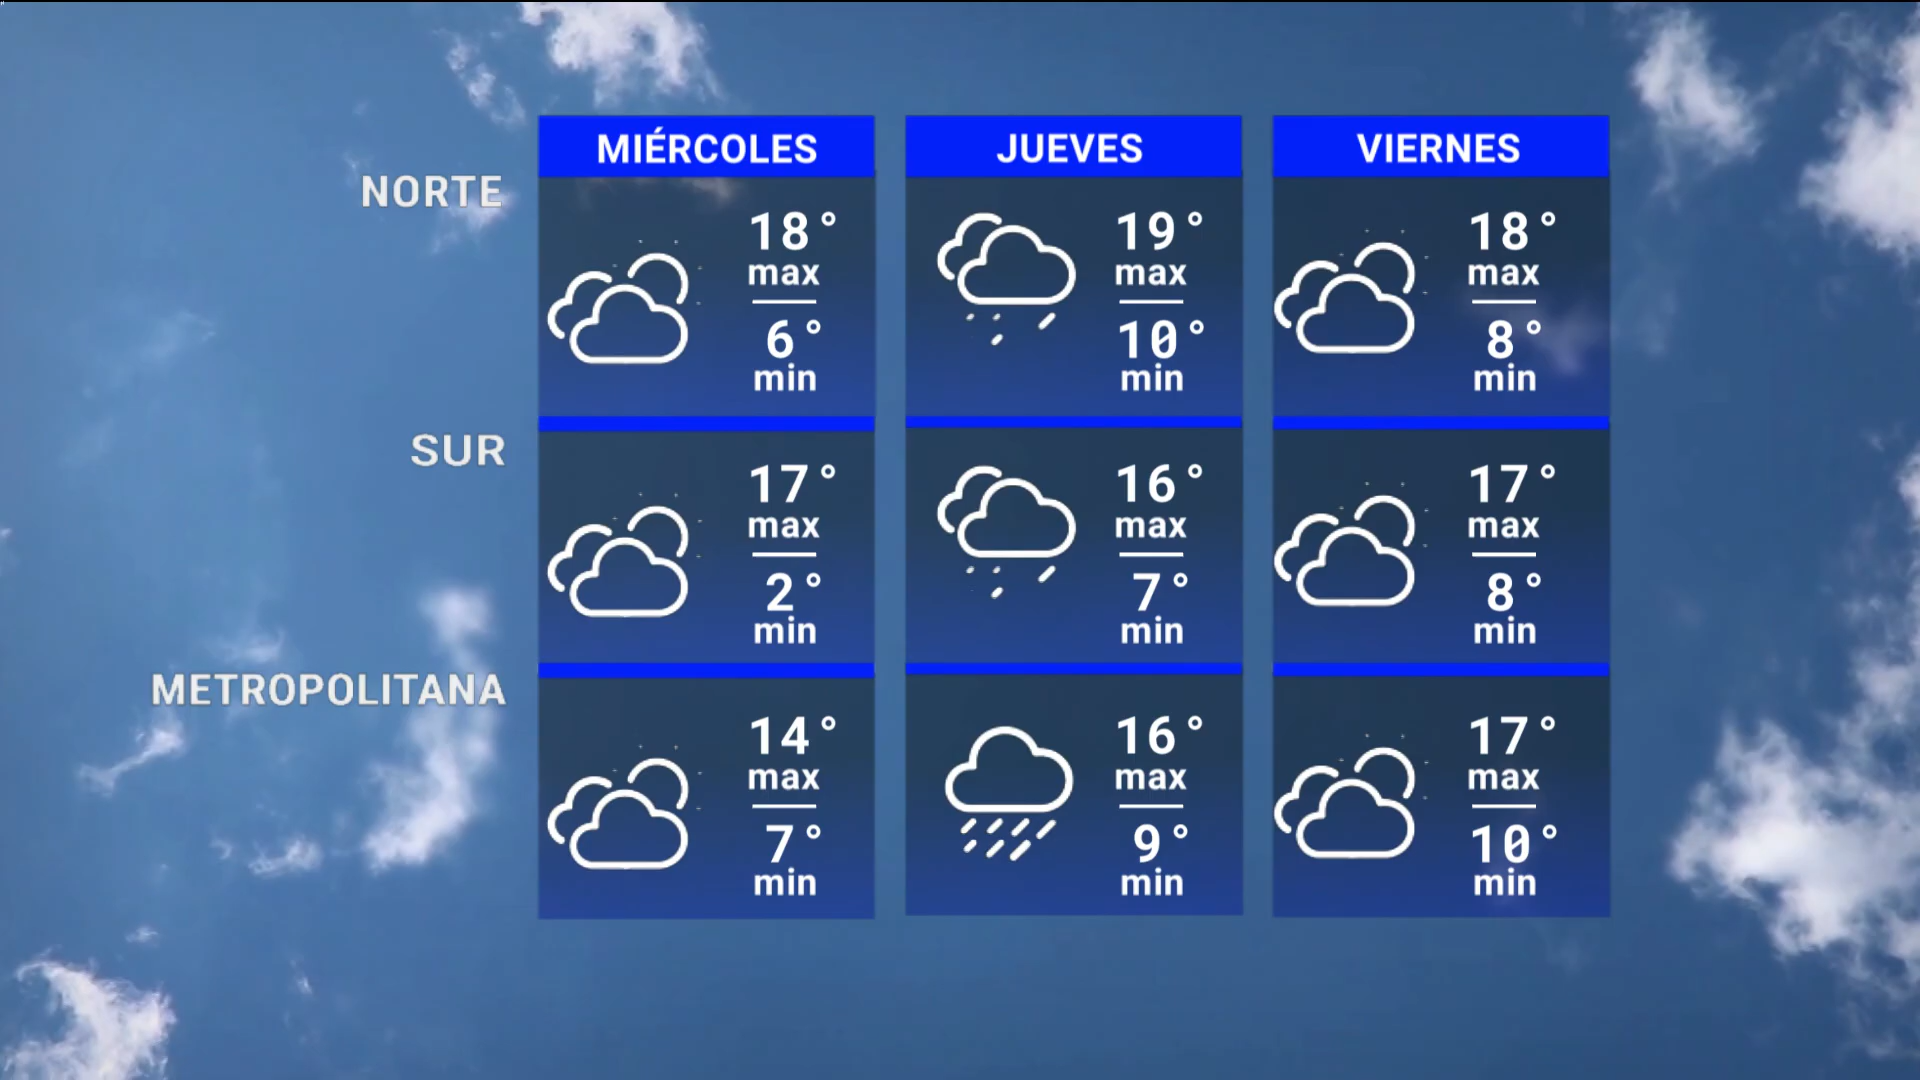 MIÉRCOLES
JUEVES
VIERNES
NORTE
18°
max
6°
min
19°
max
10°
min
18°
max
8°
min
SUR
17°
max
2°
min
16°
max
7°
min
17°
max
8°
min
METROPOLITANA
14°
max
7°
min
16°
max
9°
min
17°
max
10°
min